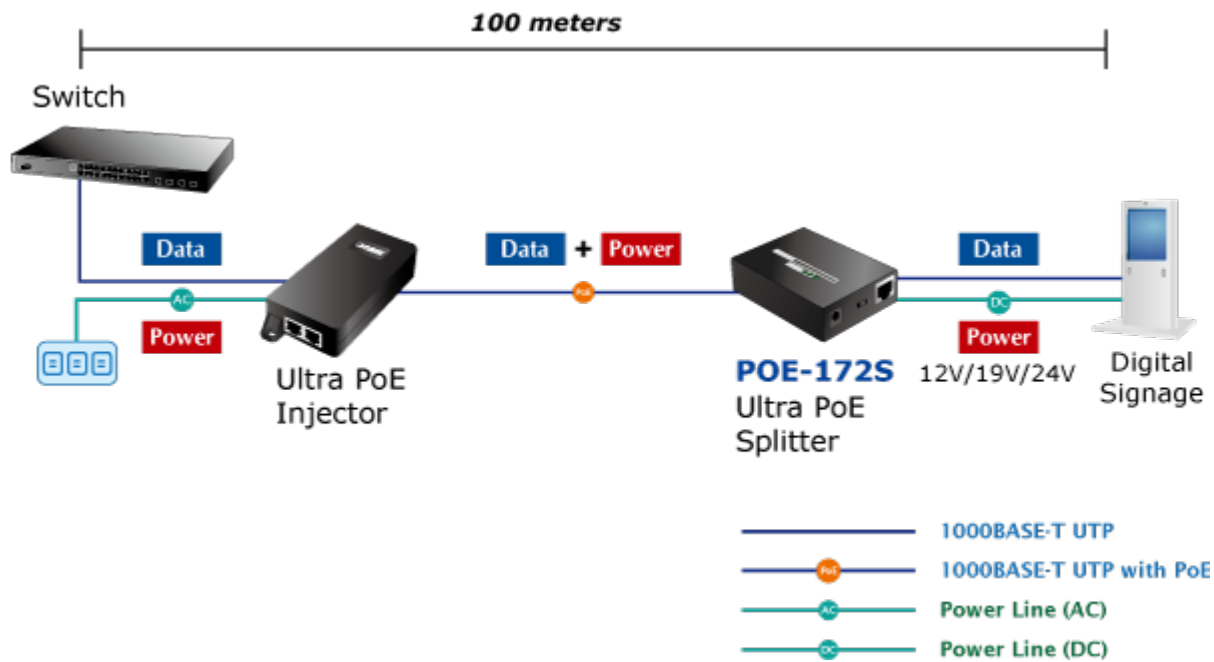 100 meters
Switch
Data
Data + Power
Data
AC
PoE
DC
Power
Power
Ultra PoE
Injector
POE-172S
Ultra PoE
Splitter
12V/19V/24V
Digital
Signage
1000BASE-T UTP
PoE
1000BASE-T UTP with PoE
AC
Power Line (AC)
DC
Power Line (DC)